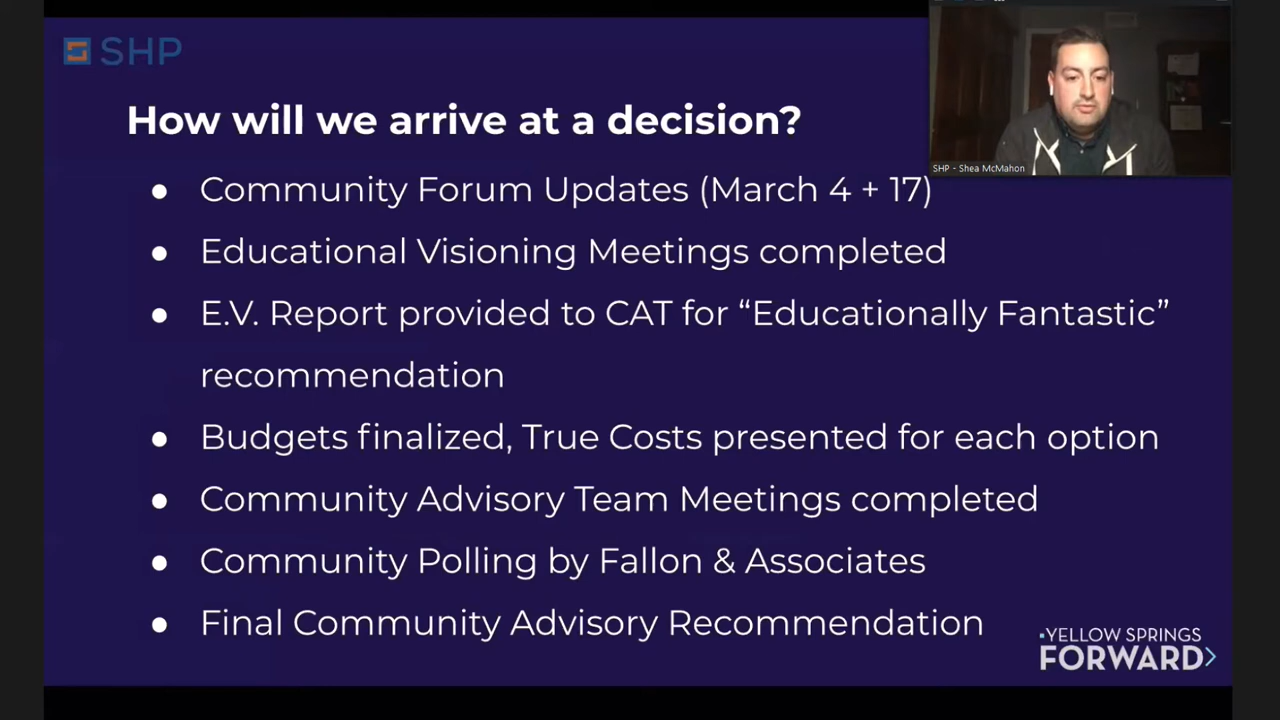 SHP
How will we arrive at a decision?
SHP - Shea McMahon
● Community Forum Updates (March 4 + 17)
● Educational Visioning Meetings completed
● E.V. Report provided to CAT for “Educationally Fantastic”
recommendation
● Budgets finalized, True Costs presented for each option
● Community Advisory Team Meetings completed
● Community Polling by Fallon & Associates
● Final Community Advisory Recommendation
YELLOW SPRINGS
FORWARD